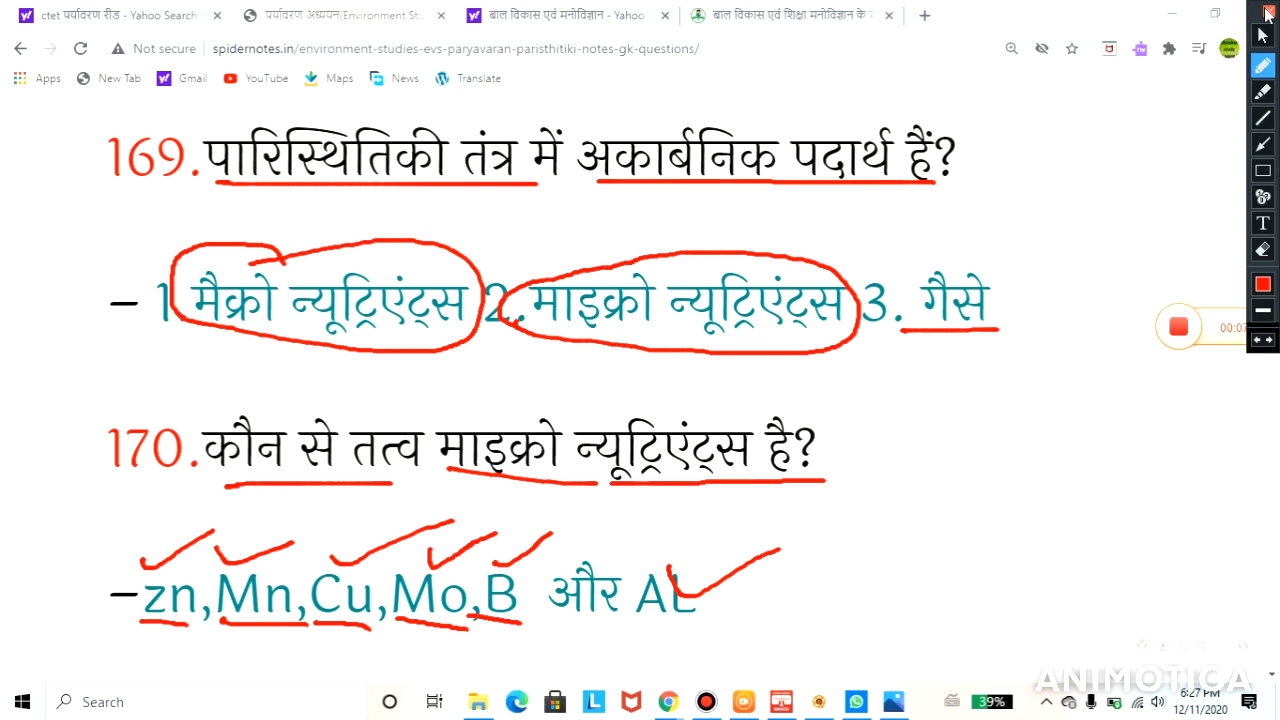 ctet पर्यावरण रीड - Yahoo Search
पर्यावरण अध्ययन(Environment St
बाल विकास एवं मनोविज्ञान - Yahoo
बाल विकास एवं शिक्षा मनोविज्ञान के
Not secure spidernotes.in/environment-studies-evs-paryavaran-paristhitiki-notes-gk-questions/
Apps New Tab Gmail YouTube Maps News Translate
169. पारिस्थितिकी तंत्र में अकार्बनिक पदार्थ हैं?
– 1. मैक्रो न्यूट्रिएंट्स 2. माइक्रो न्यूट्रिएंट्स 3. गैसे
00:07
170. कौन से तत्व माइक्रो न्यूट्रिएंट्स है?
–zn,Mn,Cu,Mo,B और AL
ANIMOTICA
Search
39%
6:27 PM
12/11/2020